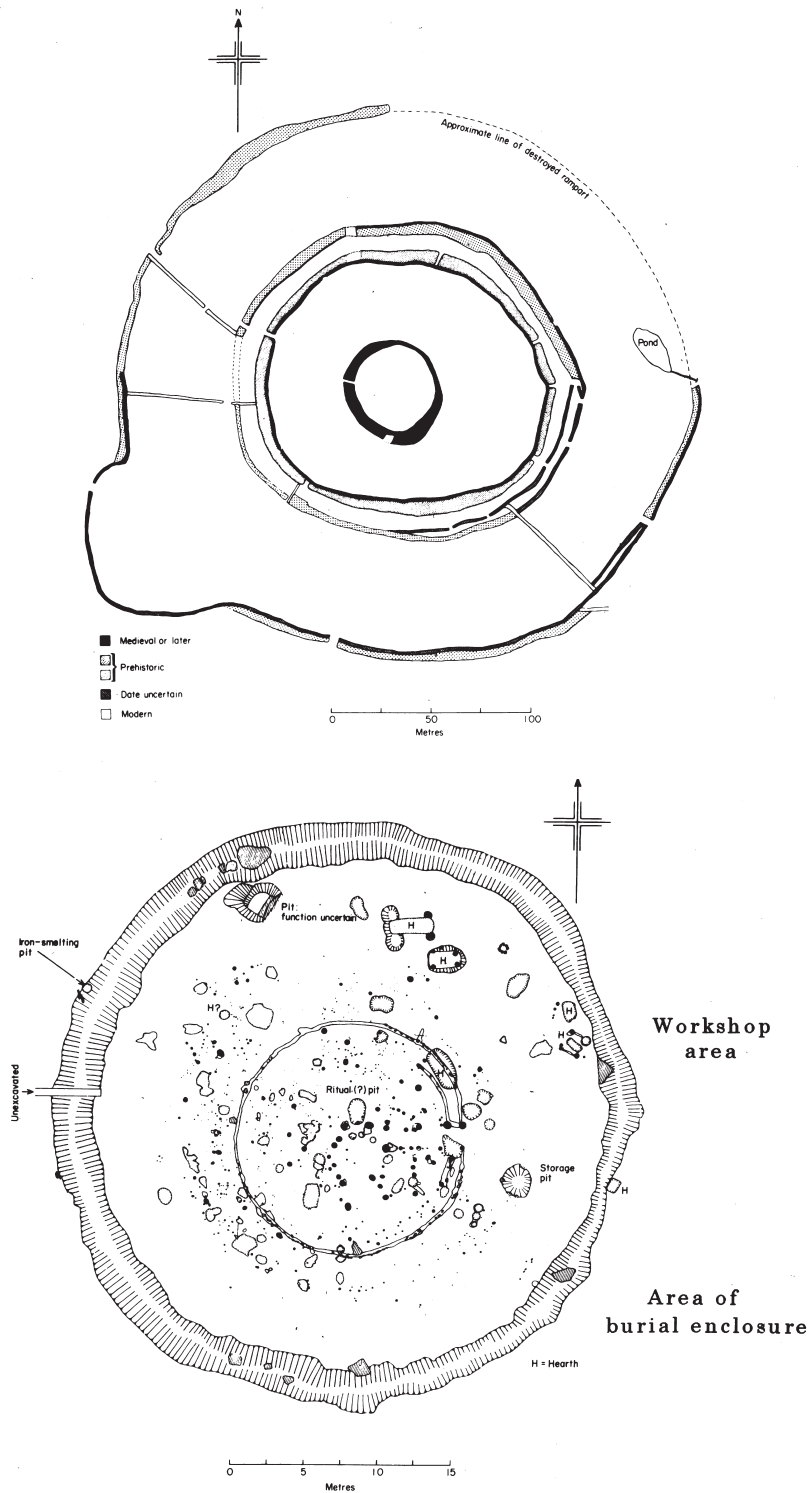 N
Approximate line of destroyed rampart
Pond
Medieval or later
Prehistoric
Date uncertain
Modern
0 50 100
Metres
Pit:
function uncertain
H
H
Iron-smelting
pit
H?
H
H
Workshop
area
A
H
Ritual (?) pit
Unexcavated
Storage
pit
H
Area of
burial enclosure
H = Hearth
0 5 10 15
Metres